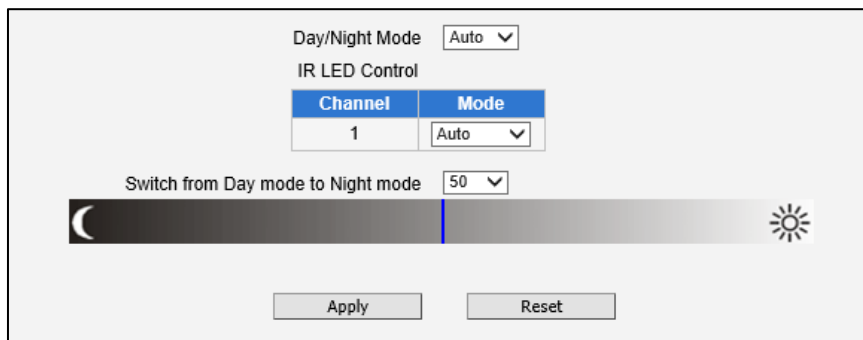 Day/Night Mode Auto
IR LED Control
Channel Mode
1 Auto
Switch from Day mode to Night mode 50
Apply Reset